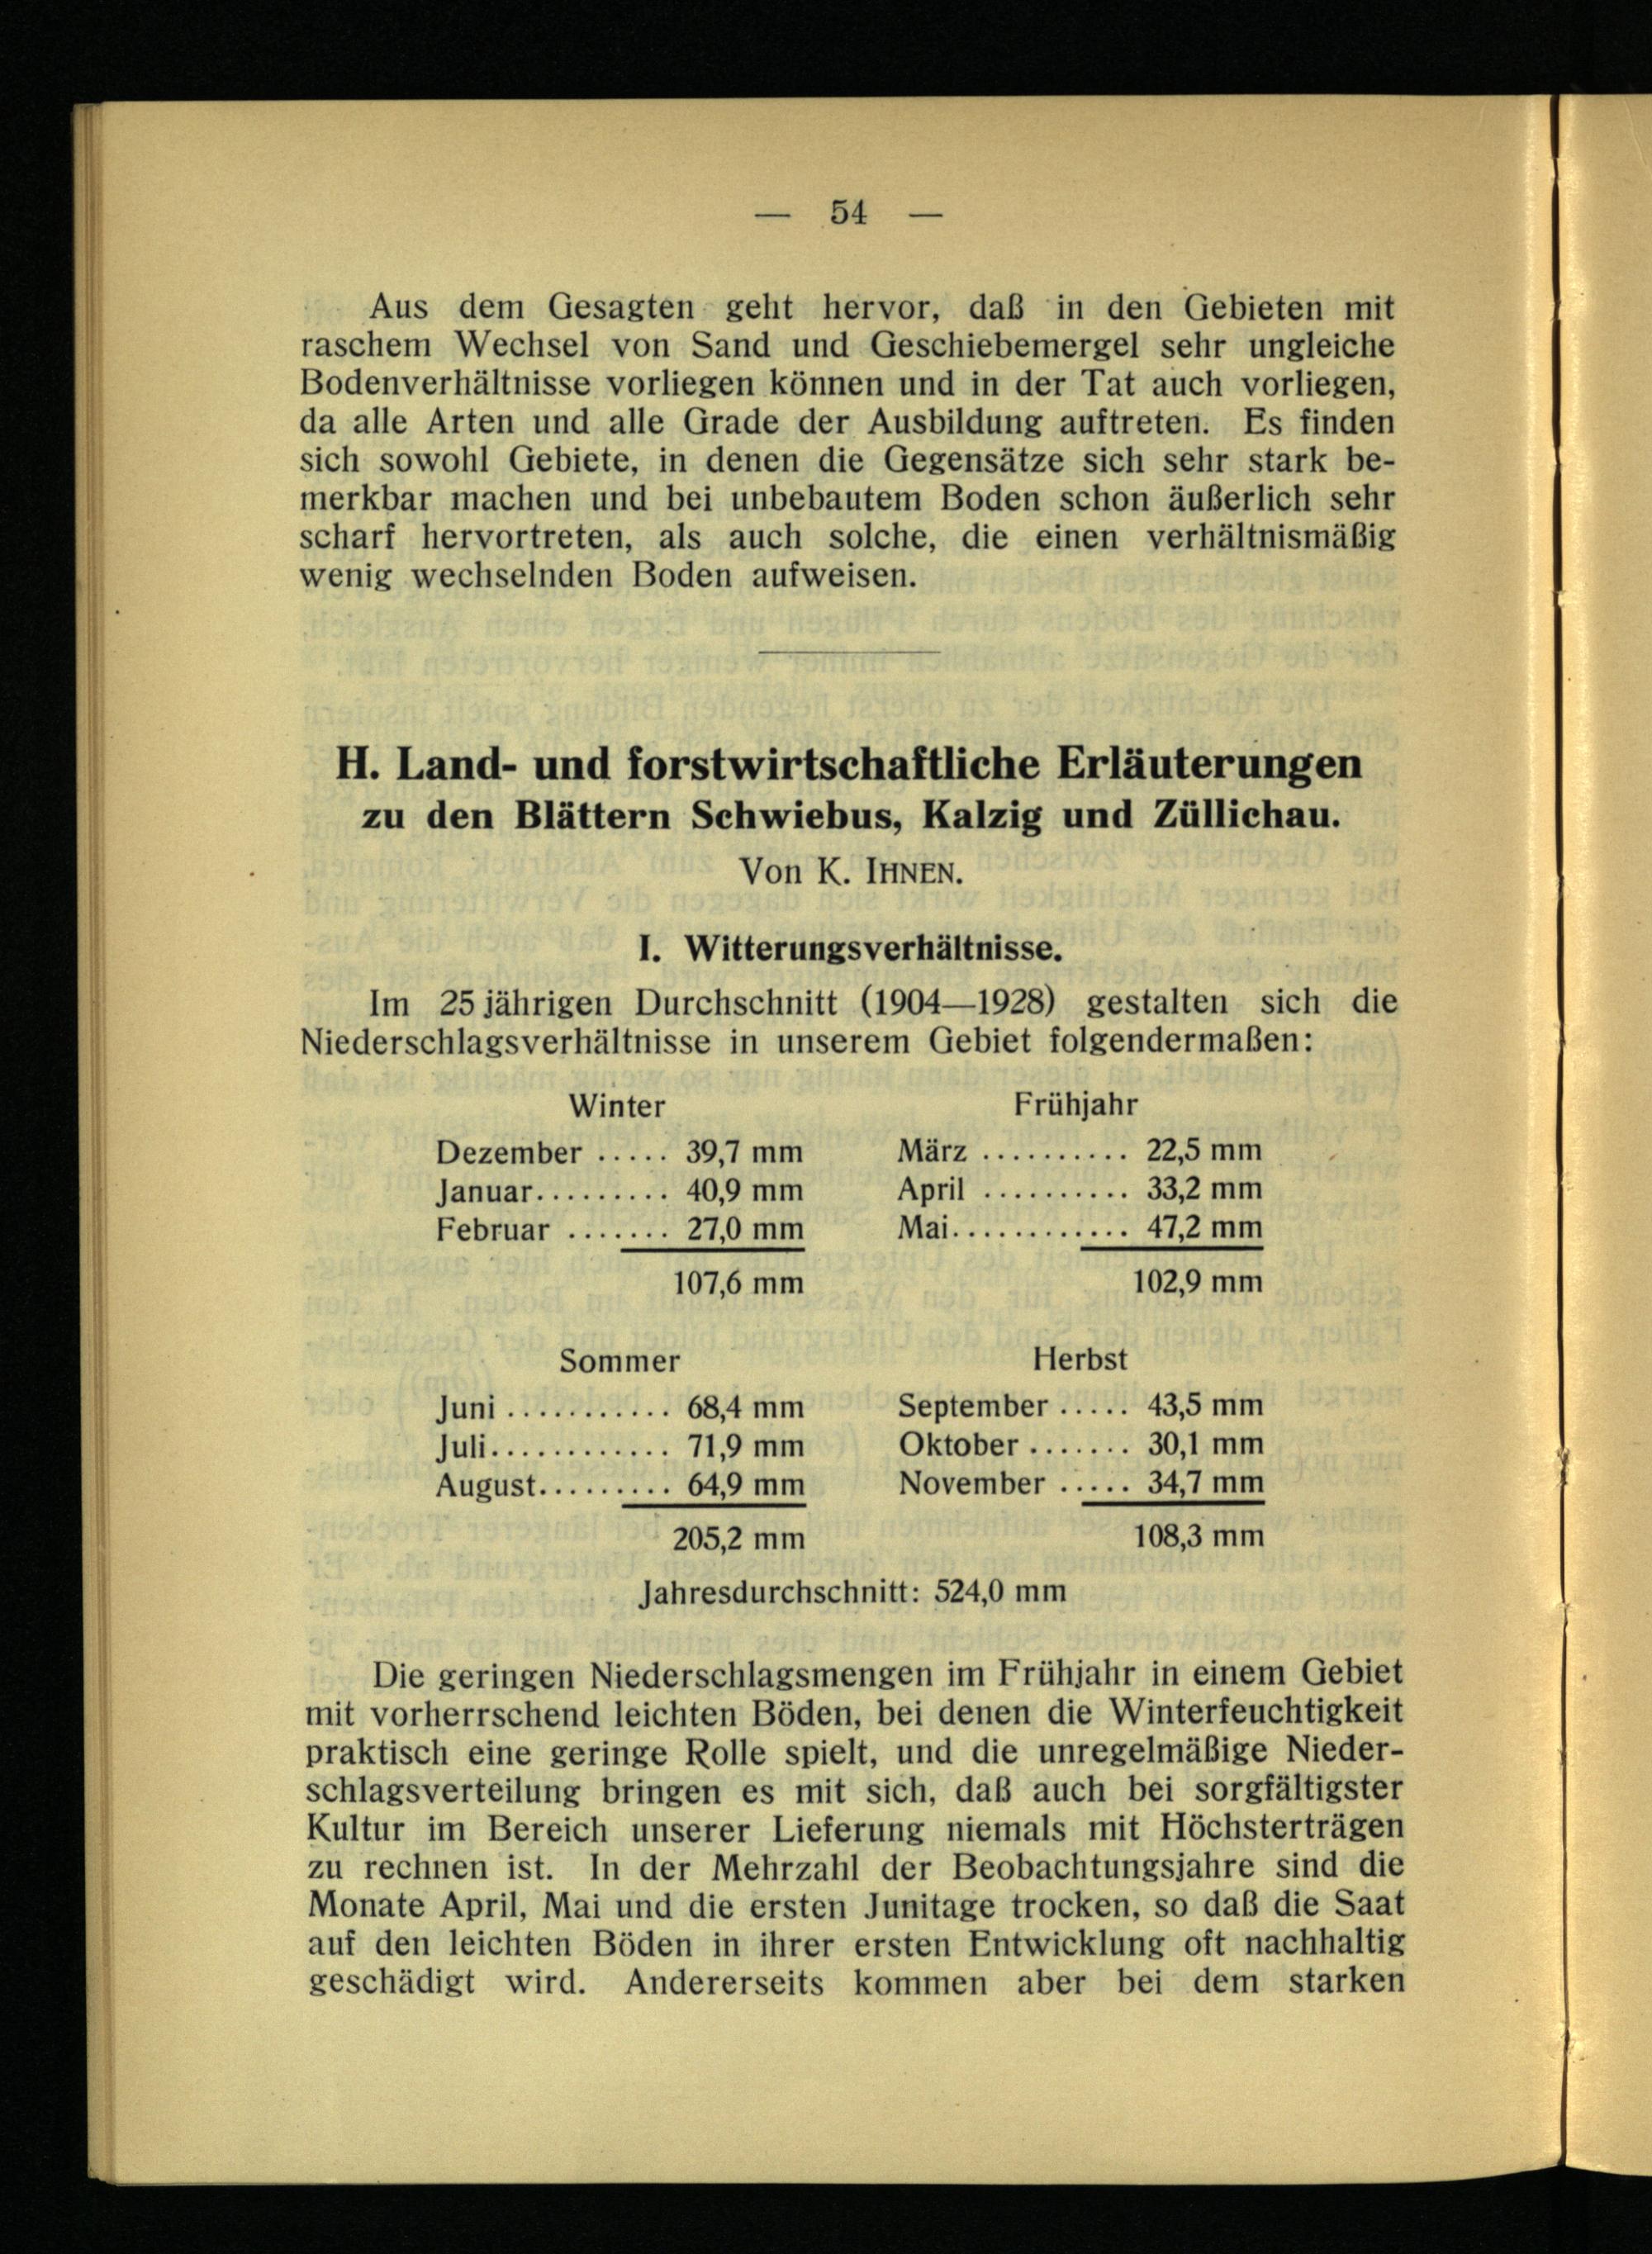 — 54 —
Aus dem Gesagten geht hervor, daß in den Gebieten mit
raschem Wechsel von Sand und Geschiebemergel sehr ungleiche
Bodenverhältnisse vorliegen können und in der Tat auch vorliegen,
da alle Arten und alle Grade der Ausbildung auftreten. Es finden
sich sowohl Gebiete, in denen die Gegensätze sich sehr stark be-
merkbar machen und bei unbebautem Boden schon äußerlich sehr
scharf hervortreten, als auch solche, die einen verhältnismäßig
wenig wechselnden Boden aufweisen.
H. Land- und forstwirtschaftliche Erläuterungen
zu den Blättern Schwiebus, Kalzig und Züllichau.
Von K. IHNEN.
I. Witterungsverhältnisse.
Im 25 jährigen Durchschnitt (1904—1928) gestalten sich die
Niederschlagsverhältnisse in unserem Gebiet folgendermaßen:
Winter
Dezember ..... 39,7 mm
Januar......... 40,9 mm
Februar ....... 27,0 mm
107,6 mm
Frühjahr
März .......... 22,5 mm
April .......... 33,2 mm
Mai............ 47,2 mm
102,9 mm
Sommer
Juni ........... 68,4 mm
Juli............ 71,9 mm
August......... 64,9 mm
205,2 mm
Herbst
September ..... 43,5 mm
Oktober ....... 30,1 mm
November ..... 34,7 mm
108,3 mm
Jahresdurchschnitt: 524,0 mm
Die geringen Niederschlagsmengen im Frühjahr in einem Gebiet
mit vorherrschend leichten Böden, bei denen die Winterfeuchtigkeit
praktisch eine geringe Rolle spielt, und die unregelmäßige Nieder-
schlagsverteilung bringen es mit sich, daß auch bei sorgfältigster
Kultur im Bereich unserer Lieferung niemals mit Höchsterträgen
zu rechnen ist. In der Mehrzahl der Beobachtungsjahre sind die
Monate April, Mai und die ersten Junitage trocken, so daß die Saat
auf den leichten Böden in ihrer ersten Entwicklung oft nachhaltig
geschädigt wird. Andererseits kommen aber bei dem starken